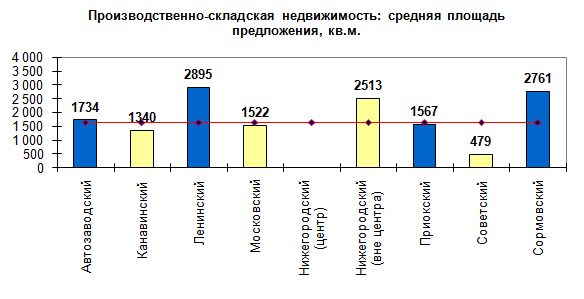 Производственно-складская недвижимость: средняя площадь
предложения, кв.м.
4 000
3 500
3 000
2 500
2 000
1 500
1 000
500
0
1734
1340
2895
1522
2513
1567
479
2761
Автозаводский
Канавинский
Ленинский
Московский
Нижегородский
(центр)
Нижегородский
(вне центра)
Приокский
Советский
Сормовский